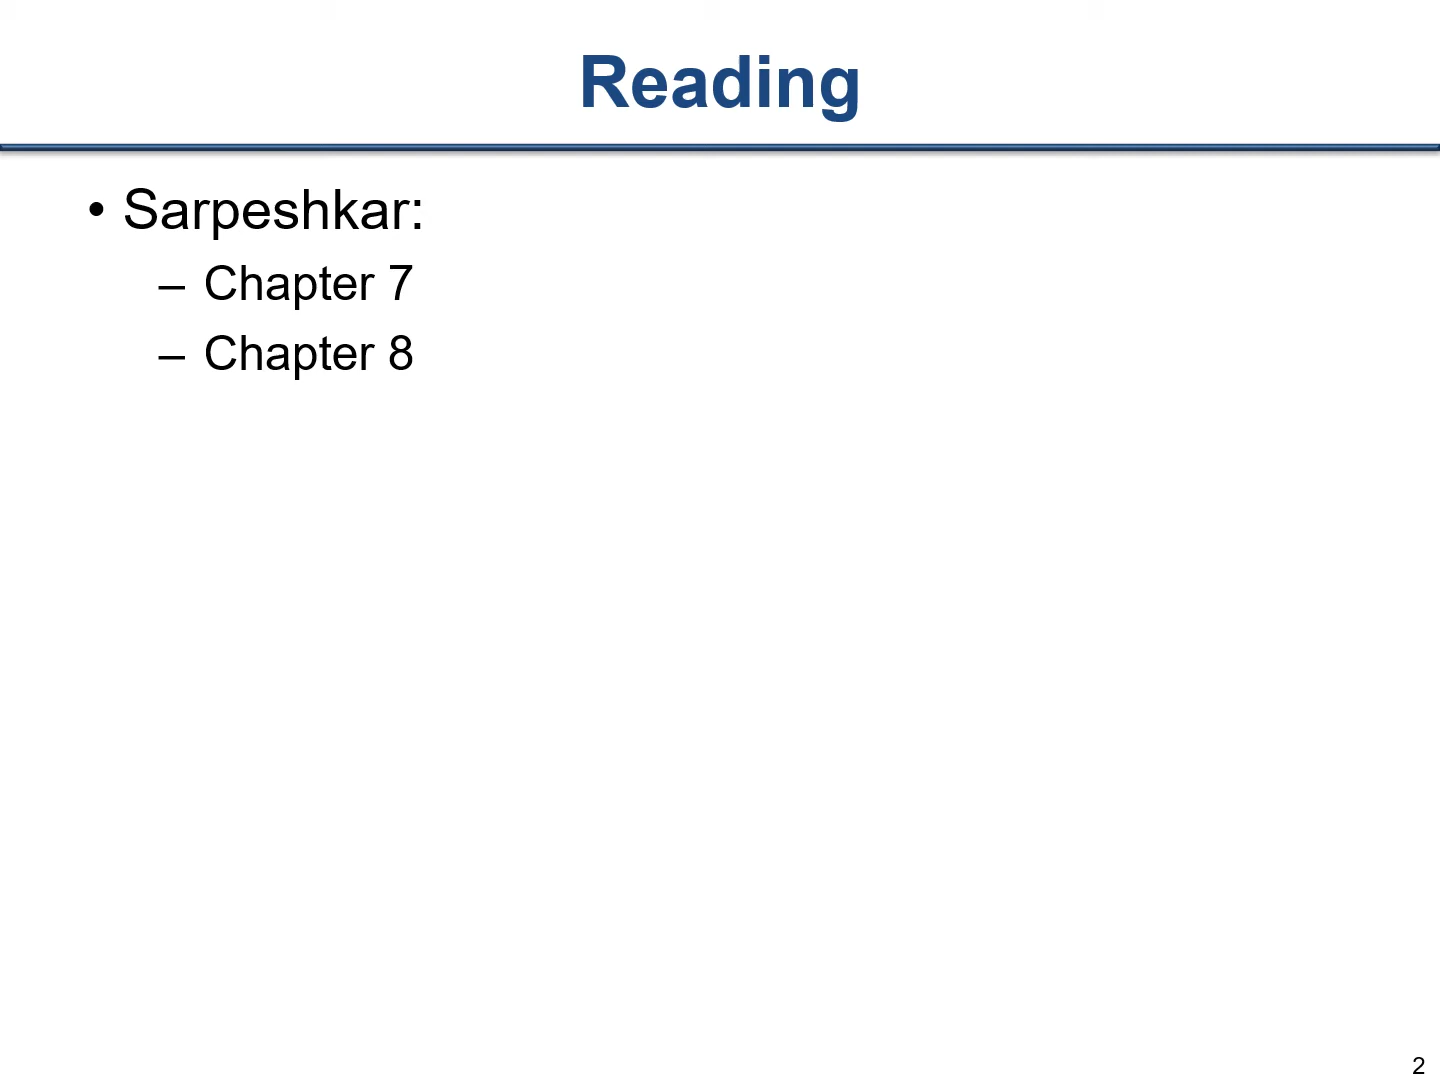 Reading
• Sarpeshkar:
– Chapter 7
– Chapter 8
2